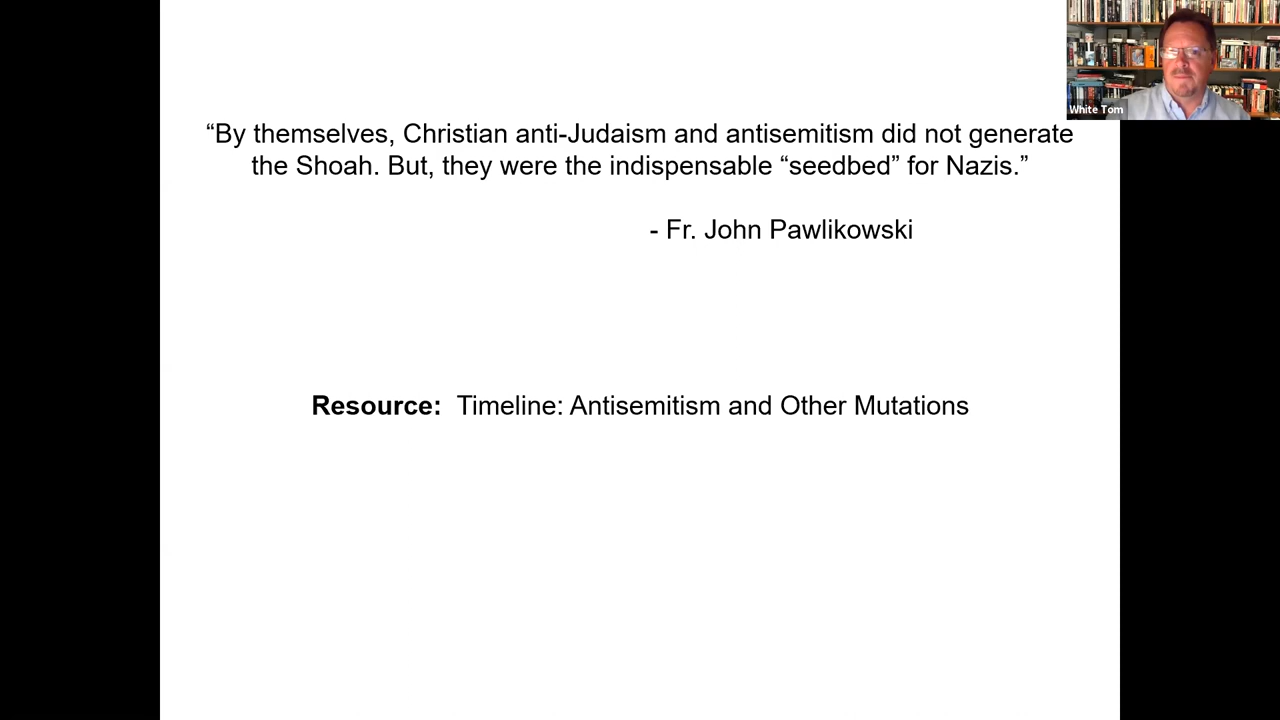 White Tom
“By themselves, Christian anti-Judaism and antisemitism did not generate
the Shoah. But, they were the indispensable “seedbed” for Nazis.”
- Fr. John Pawlikowski
Resource: Timeline: Antisemitism and Other Mutations